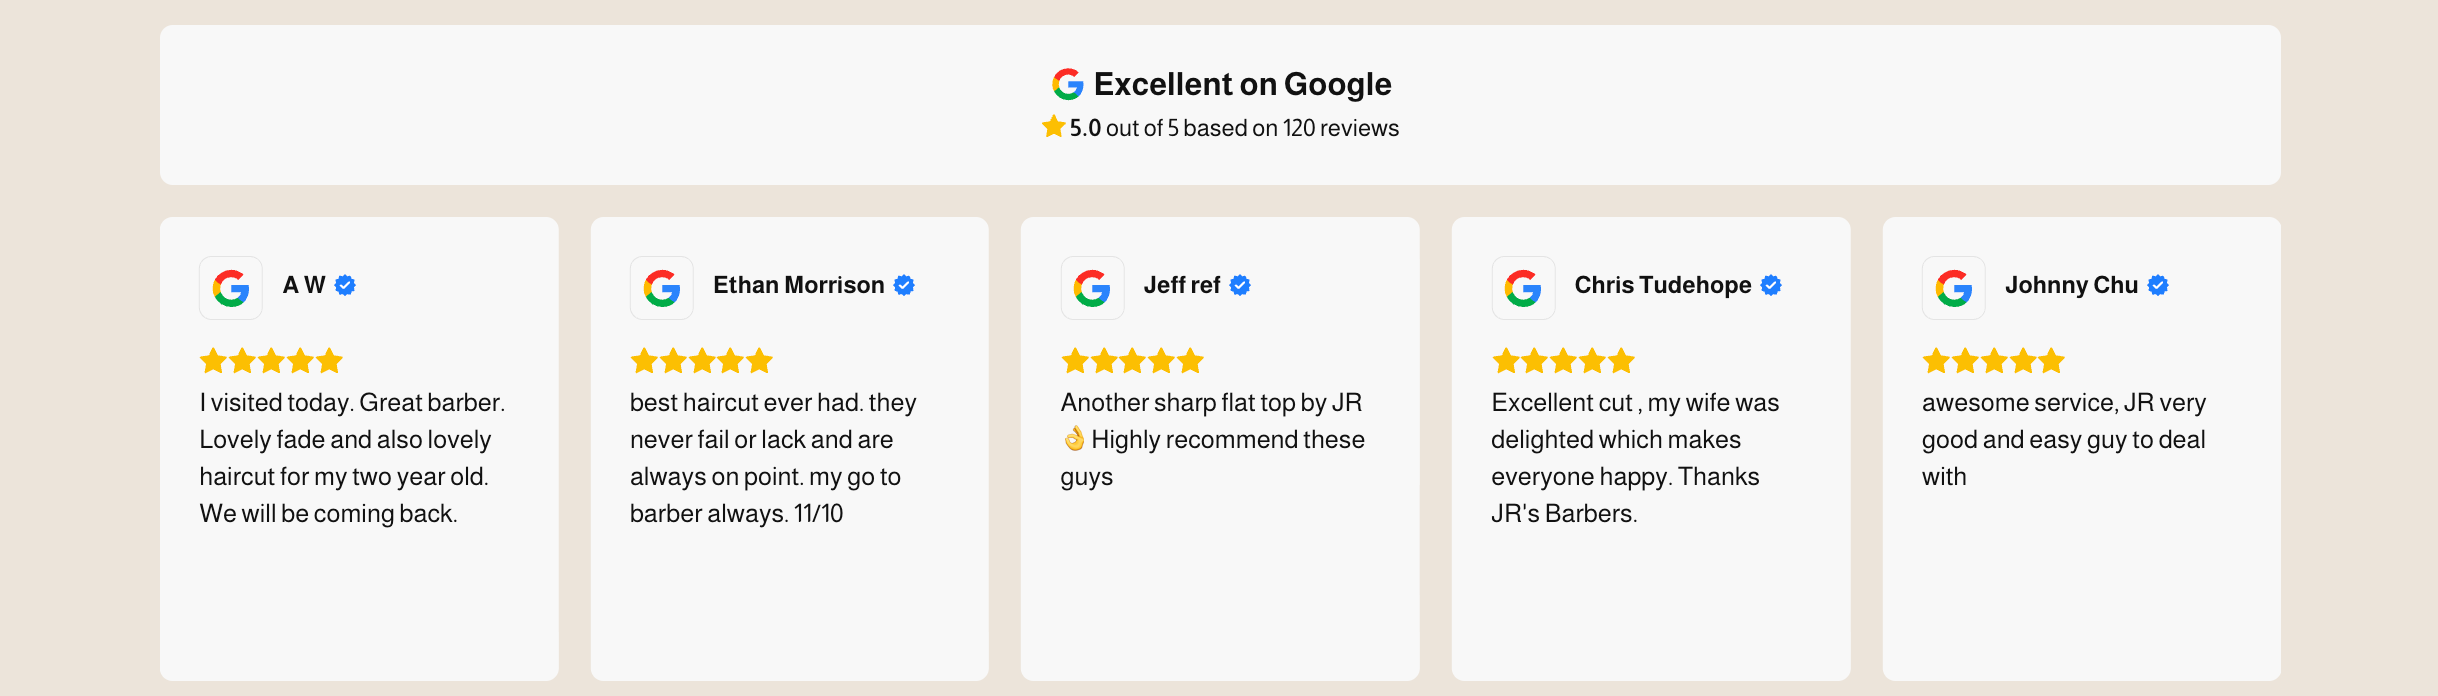 Excellent on Google
5.0 out of 5 based on 120 reviews
A W
I visited today. Great barber.
Lovely fade and also lovely
haircut for my two year old.
We will be coming back.
Ethan Morrison
best haircut ever had. they
never fail or lack and are
always on point. my go to
barber always. 11/10
Jeff ref
Another sharp flat top by JR
👌 Highly recommend these
guys
Chris Tudehope
Excellent cut , my wife was
delighted which makes
everyone happy. Thanks
JR's Barbers.
Johnny Chu
awesome service, JR very
good and easy guy to deal
with